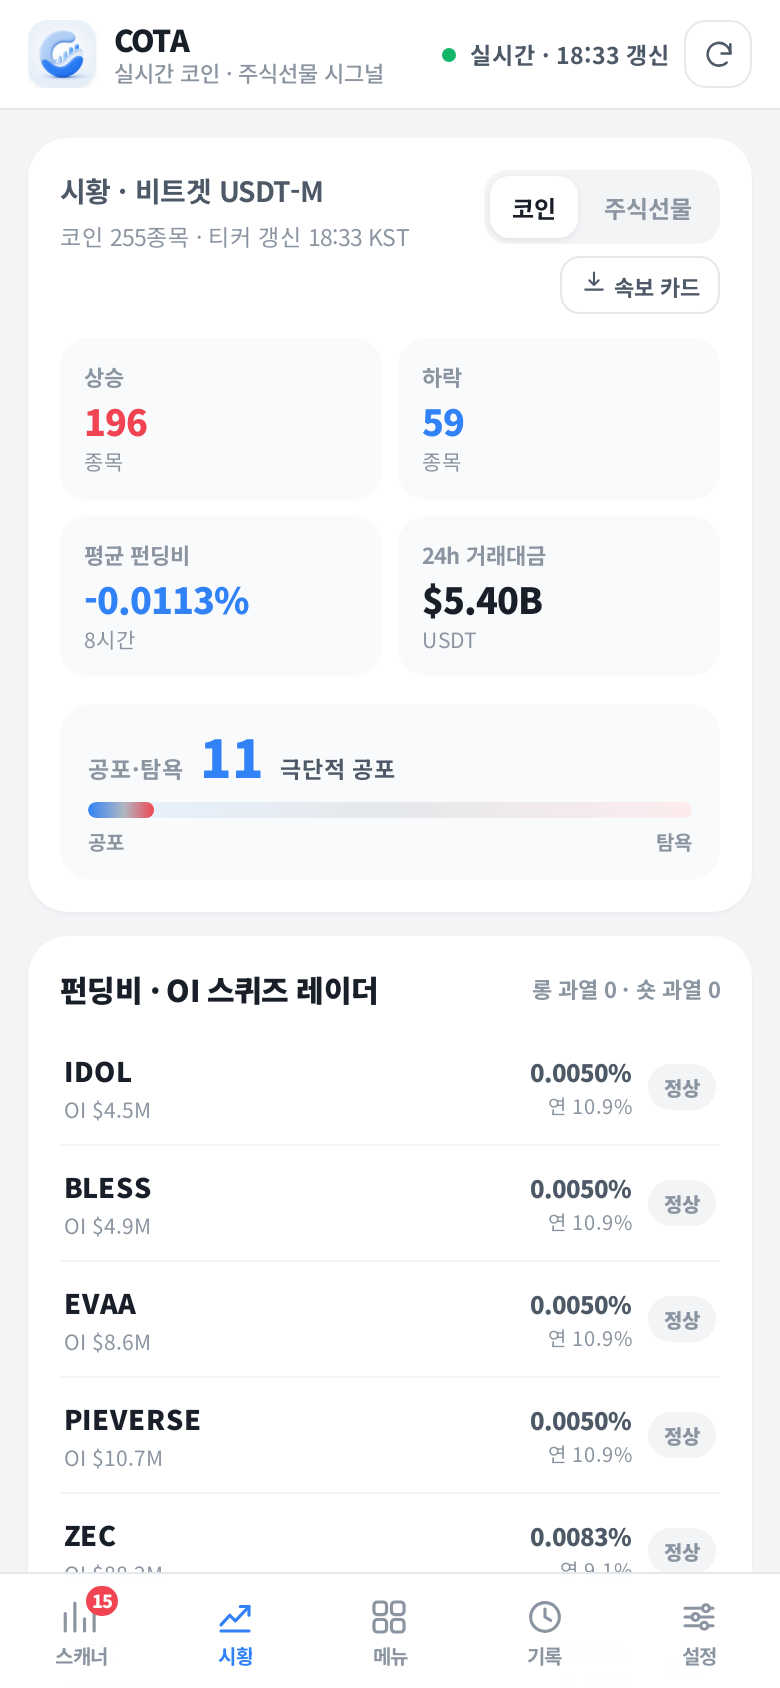 COTA
실시간 코인 · 주식선물 시그널
실시간 · 18:33 갱신
시황 · 비트겟 USDT-M
코인 255종목 · 티커 갱신 18:33 KST
코인
주식선물
속보 카드
상승
196
종목
하락
59
종목
평균 펀딩비
-0.0113%
8시간
24h 거래대금
$5.40B
USDT
공포·탐욕 11 극단적 공포
공포
탐욕
펀딩비 · OI 스퀴즈 레이더
롱 과열 0 · 숏 과열 0
IDOL
OI $4.5M
0.0050%
연 10.9%
정상
BLESS
OI $4.9M
0.0050%
연 10.9%
정상
EVAA
OI $8.6M
0.0050%
연 10.9%
정상
PIEVERSE
OI $10.7M
0.0050%
연 10.9%
정상
ZEC
OI $88.2M
0.0083%
연 9.1%
정상
15
스캐너
시황
메뉴
기록
설정